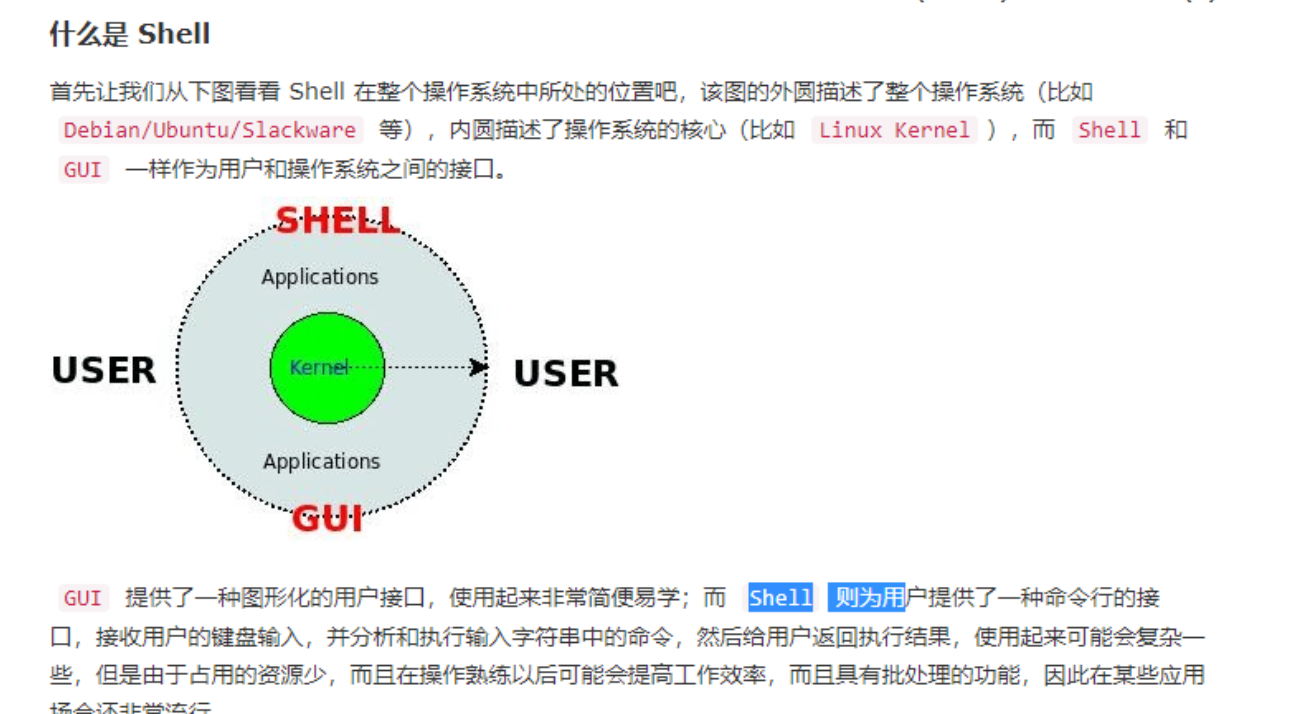 什么是 Shell
首先让我们从下图看看 Shell 在整个操作系统中所处的位置吧，该图的外圆描述了整个操作系统（比如
Debian/Ubuntu/Slackware 等），内圆描述了操作系统的核心（比如 Linux Kernel ），而 Shell 和
GUI 一样作为用户和操作系统之间的接口。
SHELL
Applications
Kernel
USER
USER
Applications
GUI
GUI 提供了一种图形化的用户接口，使用起来非常简便易学；而 Shell 则为用户提供了一种命令行的接
口，接收用户的键盘输入，并分析和执行输入字符串中的命令，然后给用户返回执行结果，使用起来可能会复杂一
些，但是由于占用的资源少，而且在操作熟练以后可能会提高工作效率，而且具有批处理的功能，因此在某些应用
场合还非常流行